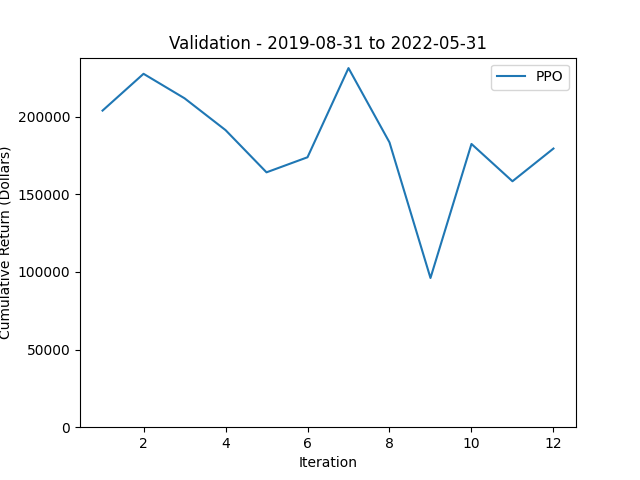 Validation - 2019-08-31 to 2022-05-31
PPO
Cumulative Return (Dollars)
200000
150000
100000
50000
0
2 4 6 8 10 12
Iteration